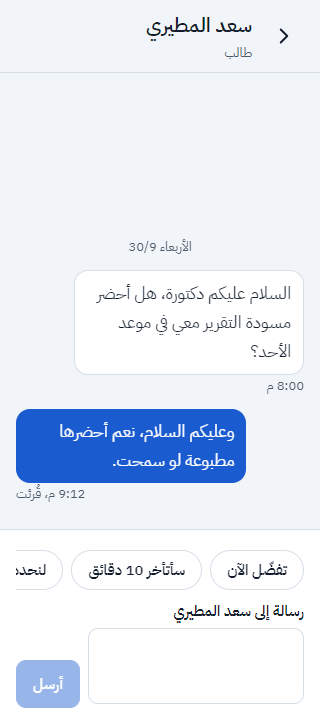 سعد المطيري
طالب
الأربعاء 30/9
السلام عليكم دكتورة، هل أحضر
مسودة التقرير معي في موعد
الأحد؟
8:00 م
وعليكم السلام، نعم أحضرها
مطبوعة لو سمحت.
9:12 م، قُرئت
تفضّل الآن
سأتأخر 10 دقائق
رسالة إلى سعد المطيري
أرسل